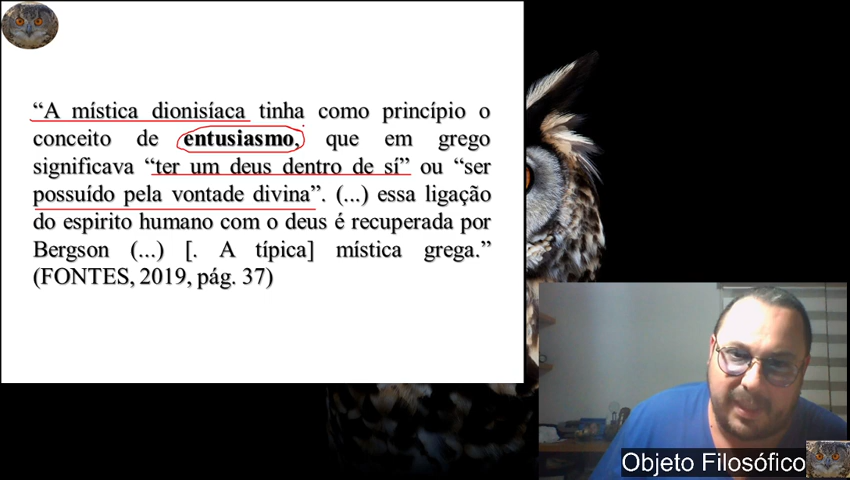 “A mística dionisíaca tinha como princípio o
conceito de entusiasmo, que em grego
significava “ter um deus dentro de sí” ou “ser
possuído pela vontade divina”. (...) essa ligação
do espirito humano com o deus é recuperada por
Bergson (...) [. A típica] mística grega.”
(FONTES, 2019, pág. 37)
Objeto Filosófico